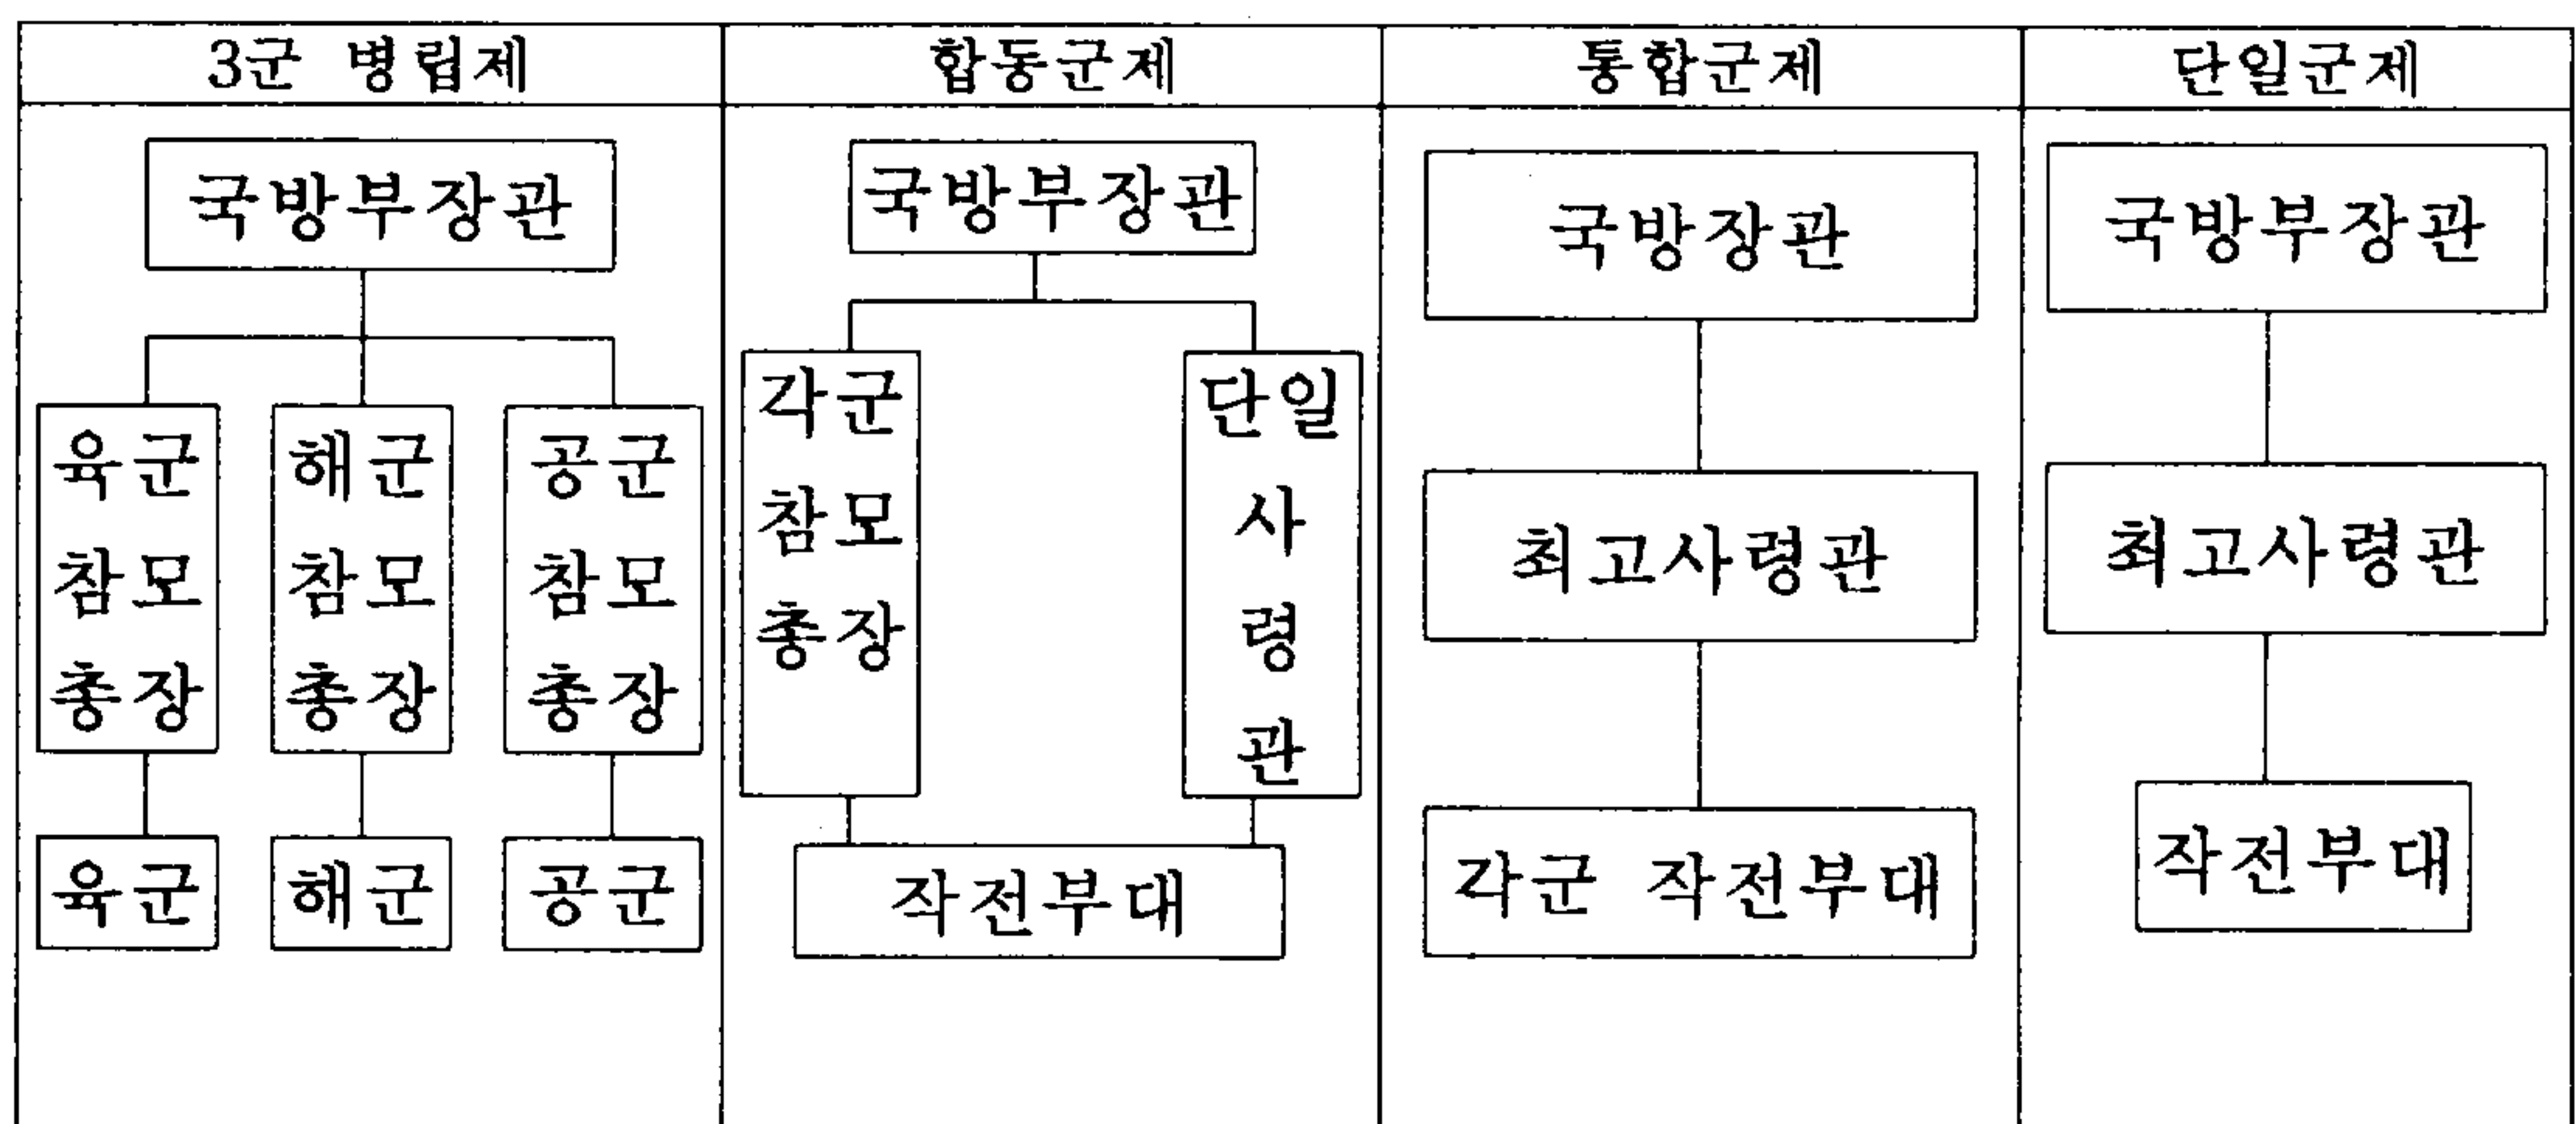 3군 병립제
합동군제
통합군제
단일군제
국방부장관
육군
참모
총장
해군
참모
총장
공군
참모
총장
육군
해군
공군
국방부장관
각군
참모
총장
단일
사
령
관
작전부대
국방장관
최고사령관
각군 작전부대
국방부장관
최고사령관
작전부대